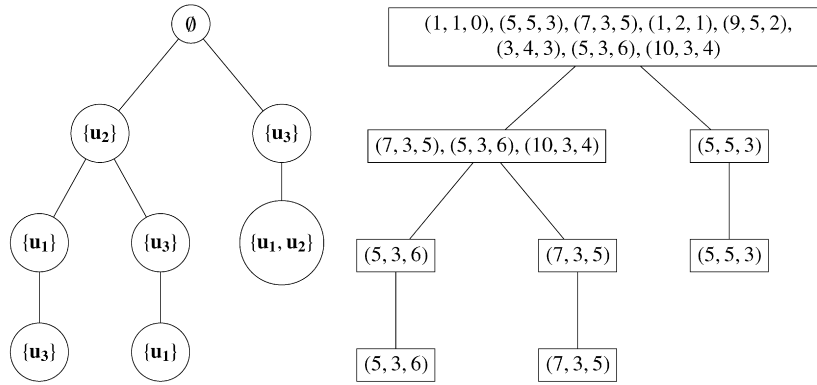 ∅
(1, 1, 0), (5, 5, 3), (7, 3, 5), (1, 2, 1), (9, 5, 2),
(3, 4, 3), (5, 3, 6), (10, 3, 4)
{u₂}
{u₃}
(7, 3, 5), (5, 3, 6), (10, 3, 4)
(5, 5, 3)
{u₁}
{u₃}
{u₁, u₂}
(5, 3, 6)
(7, 3, 5)
(5, 5, 3)
{u₃}
{u₁}
(5, 3, 6)
(7, 3, 5)